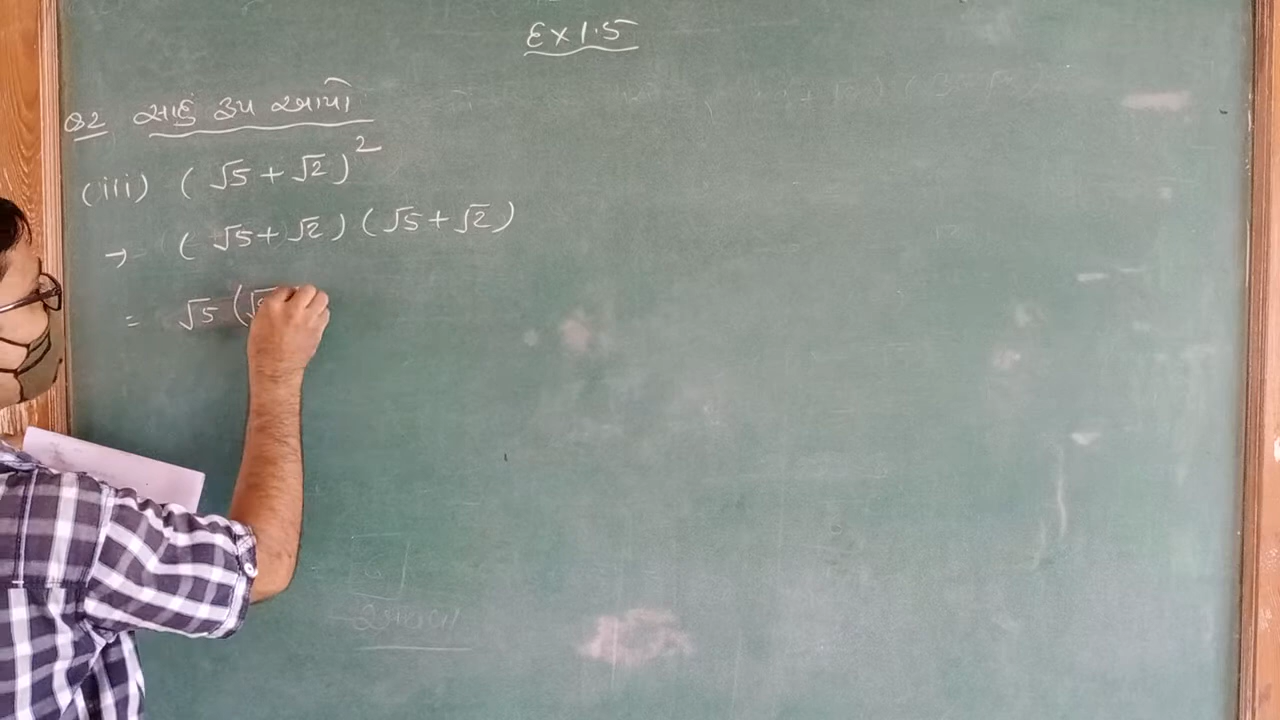 Ex 1.5
Q2 સાદું રૂપ આપો
(iii) (√5 + √2)²
→ (√5 + √2) (√5 + √2)
= √5 (√